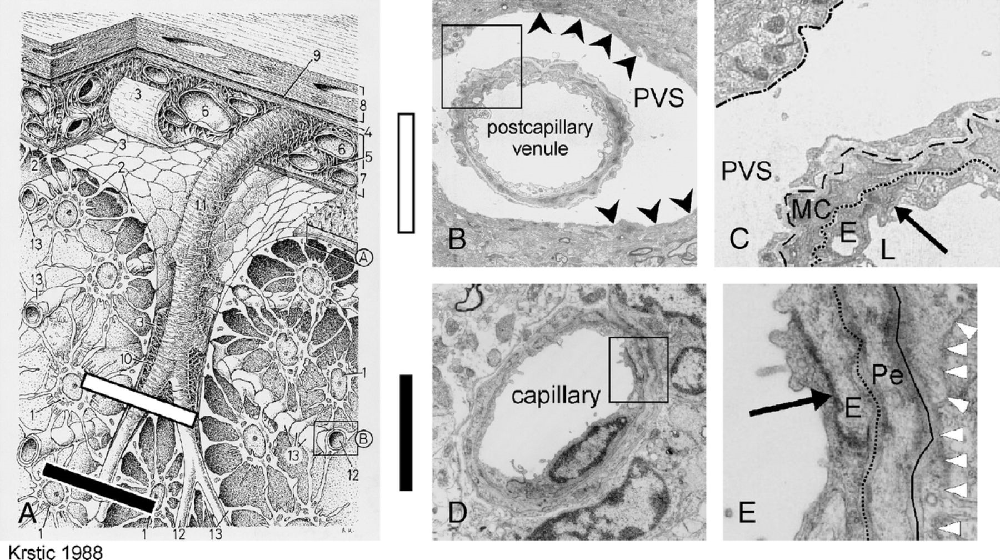 9
3
8
6
5
4
3
6
2
2
5
7
11
13
A
13
3
10
1
1
B
13
12
A
1
1
12
13
R.K.
Krstic 1988
PVS
postcapillary
venule
B
PVS
MC
E
C
L
capillary
D
Pe
E
E